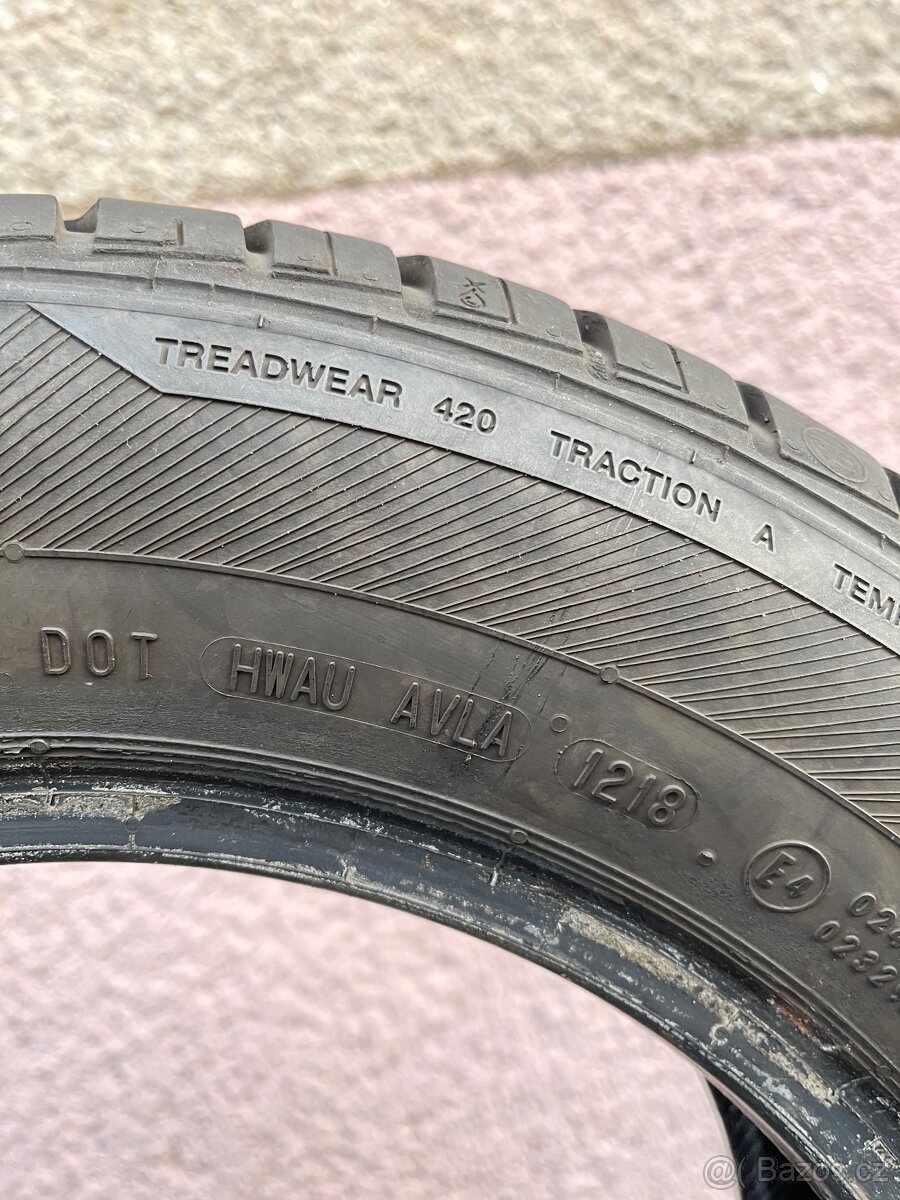 TREADWEAR 420 TRACTION A
DOT HWAU AVLA 1218
E4
Bazos.cz